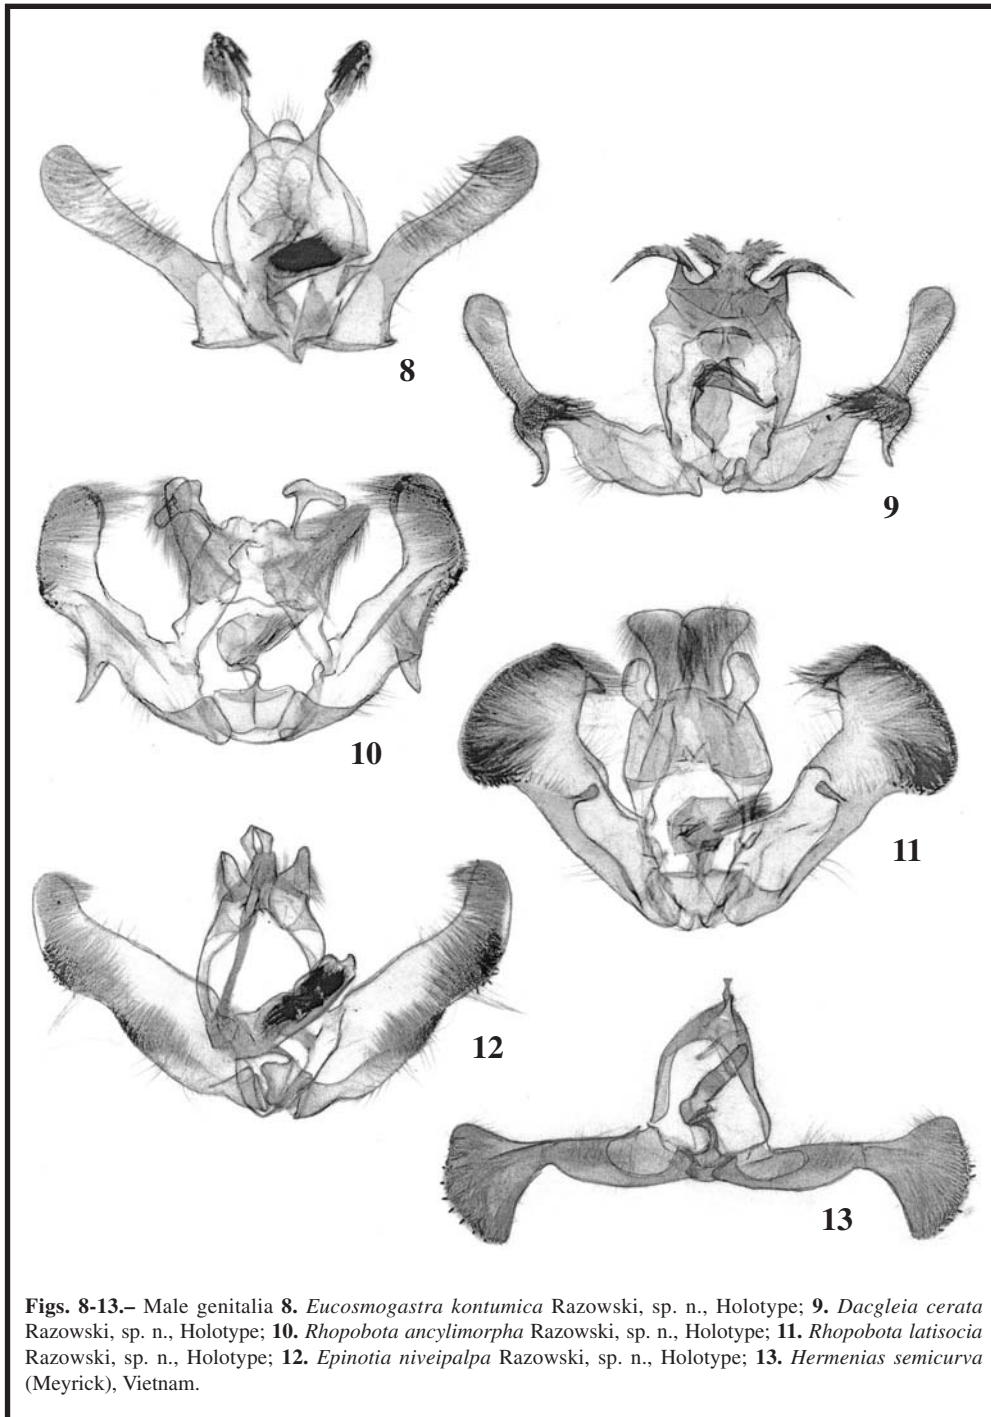 8
9
10
11
12
13
Figs. 8-13.– Male genitalia 8. Eucosmogastra kontumica Razowski, sp. n., Holotype; 9. Dacgleia cerata
Razowski, sp. n., Holotype; 10. Rhopobota ancylimorpha Razowski, sp. n., Holotype; 11. Rhopobota latisocia
Razowski, sp. n., Holotype; 12. Epinotia niveipalpa Razowski, sp. n., Holotype; 13. Hermenias semicurva
(Meyrick), Vietnam.